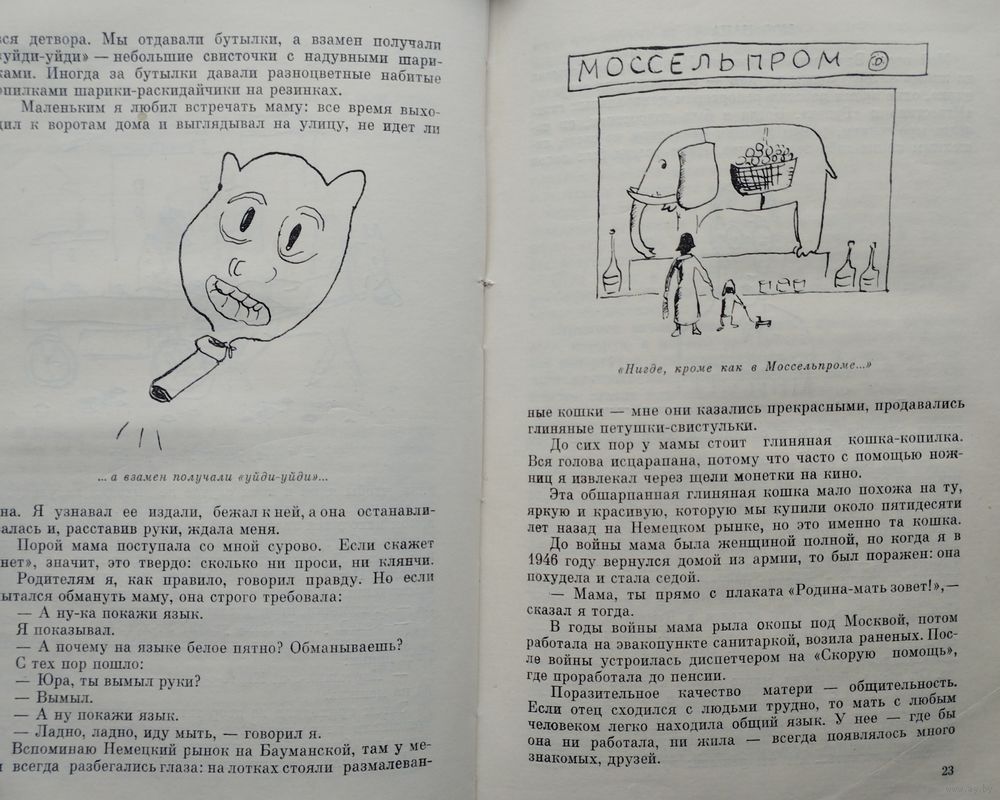 вся детвора. Мы отдавали бутылки, а взамен получали
«уйди-уйди» — небольшие свисточки с надувными шари-
ками. Иногда за бутылки давали разноцветные набитые
опилками шарики-раскидайчики на резинках.
Маленьким я любил встречать маму: все время выхо-
дил к воротам дома и выглядывал на улицу, не идет ли
...а взамен получали «уйди-уйди»...
на. Я узнавал ее издали, бежал к ней, а она останавли-
валась и, расставив руки, ждала меня.
Порой мама поступала со мной сурово. Если скажет
нет», значит, это твердо: сколько ни проси, ни клянчи.
Родителям я, как правило, говорил правду. Но если
пытался обмануть маму, она строго требовала:
— А ну-ка покажи язык.
Я показывал.
— А почему на языке белое пятно? Обманываешь?
С тех пор пошло:
— Юра, ты вымыл руки?
— Вымыл.
— А ну покажи язык.
— Ладно, ладно, иду мыть, — говорил я.
Вспоминаю Немецкий рынок на Бауманской, там у ме-
я всегда разбегались глаза: на лотках стояли размалеван-
МОССЕЛЬПРОМ
«Нигде, кроме как в Моссельпроме...»
ные кошки — мне они казались прекрасными, продавались
глиняные петушки-свистульки.
До сих пор у мамы стоит глиняная кошка-копилка.
Вся голова исцарапана, потому что часто с помощью нож-
ниц я извлекал через щели монетки на кино.
Эта обшарпанная глиняная кошка мало похожа на ту,
яркую и красивую, которую мы купили около пятидесяти
лет назад на Немецком рынке, но это именно та кошка.
До войны мама была женщиной полной, но когда я в
1946 году вернулся домой из армии, то был поражен: она
похудела и стала седой.
— Мама, ты прямо с плаката «Родина-мать зовет!»,—
сказал я тогда.
В годы войны мама рыла окопы под Москвой, потом
работала на эвакопункте санитаркой, возила раненых. Пос-
ле войны устроилась диспетчером на «Скорую помощь»,
где проработала до пенсии.
Поразительное качество матери — общительность.
Если отец сходился с людьми трудно, то мать с любым
человеком легко находила общий язык. У нее — где бы
она ни работала, ни жила — всегда появлялось много
знакомых, друзей.
23